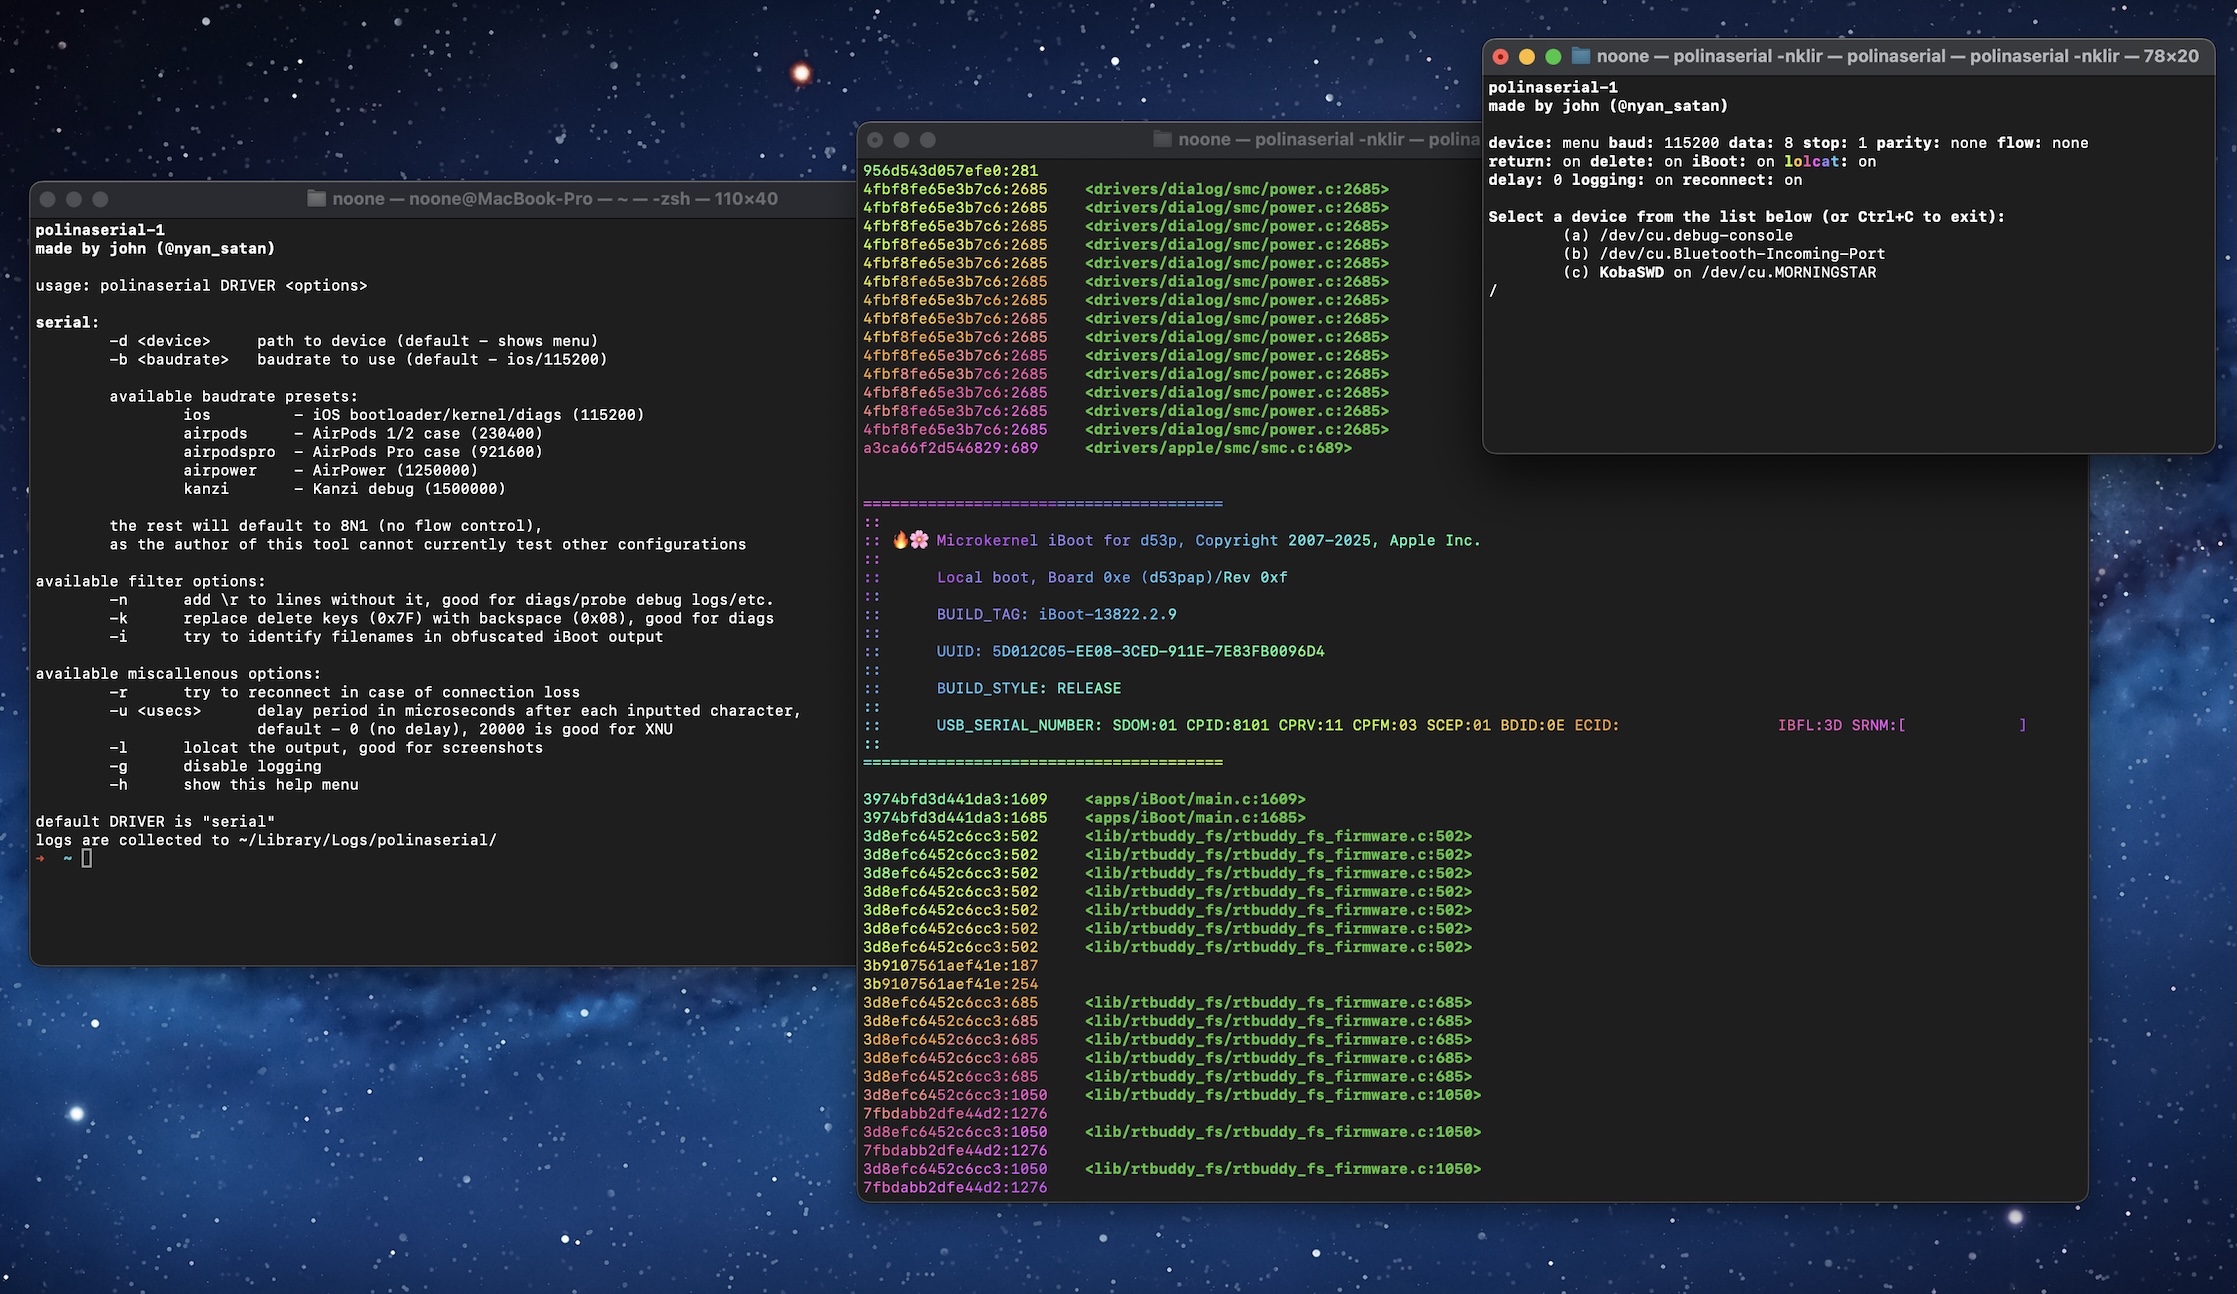 noone — noone@MacBook-Pro — ~ — -zsh — 110×40
polinaserial-1
made by john (@nyan_satan)
usage: polinaserial DRIVER <options>
serial:
-d <device> path to device (default - shows menu)
-b <baudrate> baudrate to use (default - ios/115200)
available baudrate presets:
ios - iOS bootloader/kernel/diags (115200)
airpods - AirPods 1/2 case (230400)
airpodspro - AirPods Pro case (921600)
airpower - AirPower (1250000)
kanzi - Kanzi debug (1500000)
the rest will default to 8N1 (no flow control),
as the author of this tool cannot currently test other configurations
available filter options:
-n add \r to lines without it, good for diags/probe debug logs/etc.
-k replace delete keys (0x7F) with backspace (0x08), good for diags
-i try to identify filenames in obfuscated iBoot output
available miscallenous options:
-r try to reconnect in case of connection loss
-u <usecs> delay period in microseconds after each inputted character,
default - 0 (no delay), 20000 is good for XNU
-l lolcat the output, good for screenshots
-g disable logging
-h show this help menu
default DRIVER is "serial"
logs are collected to ~/Library/Logs/polinaserial/
➜ ~
noone — polinaserial -nklir — polina
956d543d057efe0:281
4fbf8fe65e3b7c6:2685 <drivers/dialog/smc/power.c:2685>
4fbf8fe65e3b7c6:2685 <drivers/dialog/smc/power.c:2685>
4fbf8fe65e3b7c6:2685 <drivers/dialog/smc/power.c:2685>
4fbf8fe65e3b7c6:2685 <drivers/dialog/smc/power.c:2685>
4fbf8fe65e3b7c6:2685 <drivers/dialog/smc/power.c:2685>
4fbf8fe65e3b7c6:2685 <drivers/dialog/smc/power.c:2685>
4fbf8fe65e3b7c6:2685 <drivers/dialog/smc/power.c:2685>
4fbf8fe65e3b7c6:2685 <drivers/dialog/smc/power.c:2685>
4fbf8fe65e3b7c6:2685 <drivers/dialog/smc/power.c:2685>
4fbf8fe65e3b7c6:2685 <drivers/dialog/smc/power.c:2685>
4fbf8fe65e3b7c6:2685 <drivers/dialog/smc/power.c:2685>
4fbf8fe65e3b7c6:2685 <drivers/dialog/smc/power.c:2685>
4fbf8fe65e3b7c6:2685 <drivers/dialog/smc/power.c:2685>
4fbf8fe65e3b7c6:2685 <drivers/dialog/smc/power.c:2685>
a3ca66f2d546829:689 <drivers/apple/smc/smc.c:689>
=======================================
::
:: 🔥🌸 Microkernel iBoot for d53p, Copyright 2007-2025, Apple Inc.
::
:: Local boot, Board 0xe (d53pap)/Rev 0xf
::
:: BUILD_TAG: iBoot-13822.2.9
::
:: UUID: 5D012C05-EE08-3CED-911E-7E83FB0096D4
::
:: BUILD_STYLE: RELEASE
::
:: USB_SERIAL_NUMBER: SDOM:01 CPID:8101 CPRV:11 CPFM:03 SCEP:01 BDID:0E ECID: IBFL:3D SRNM:[ ]
::
=======================================
3974bfd3d441da3:1609 <apps/iBoot/main.c:1609>
3974bfd3d441da3:1685 <apps/iBoot/main.c:1685>
3d8efc6452c6cc3:502 <lib/rtbuddy_fs/rtbuddy_fs_firmware.c:502>
3d8efc6452c6cc3:502 <lib/rtbuddy_fs/rtbuddy_fs_firmware.c:502>
3d8efc6452c6cc3:502 <lib/rtbuddy_fs/rtbuddy_fs_firmware.c:502>
3d8efc6452c6cc3:502 <lib/rtbuddy_fs/rtbuddy_fs_firmware.c:502>
3d8efc6452c6cc3:502 <lib/rtbuddy_fs/rtbuddy_fs_firmware.c:502>
3d8efc6452c6cc3:502 <lib/rtbuddy_fs/rtbuddy_fs_firmware.c:502>
3d8efc6452c6cc3:502 <lib/rtbuddy_fs/rtbuddy_fs_firmware.c:502>
3b9107561aef41e:187
3b9107561aef41e:254
3d8efc6452c6cc3:685 <lib/rtbuddy_fs/rtbuddy_fs_firmware.c:685>
3d8efc6452c6cc3:685 <lib/rtbuddy_fs/rtbuddy_fs_firmware.c:685>
3d8efc6452c6cc3:685 <lib/rtbuddy_fs/rtbuddy_fs_firmware.c:685>
3d8efc6452c6cc3:685 <lib/rtbuddy_fs/rtbuddy_fs_firmware.c:685>
3d8efc6452c6cc3:685 <lib/rtbuddy_fs/rtbuddy_fs_firmware.c:685>
3d8efc6452c6cc3:1050 <lib/rtbuddy_fs/rtbuddy_fs_firmware.c:1050>
7fbdabb2dfe44d2:1276
3d8efc6452c6cc3:1050 <lib/rtbuddy_fs/rtbuddy_fs_firmware.c:1050>
7fbdabb2dfe44d2:1276
3d8efc6452c6cc3:1050 <lib/rtbuddy_fs/rtbuddy_fs_firmware.c:1050>
7fbdabb2dfe44d2:1276
noone — polinaserial -nklir — polinaserial — polinaserial -nklir — 78×20
polinaserial-1
made by john (@nyan_satan)
device: menu baud: 115200 data: 8 stop: 1 parity: none flow: none
return: on delete: on iBoot: on lolcat: on
delay: 0 logging: on reconnect: on
Select a device from the list below (or Ctrl+C to exit):
(a) /dev/cu.debug-console
(b) /dev/cu.Bluetooth-Incoming-Port
(c) KobaSWD on /dev/cu.MORNINGSTAR
/